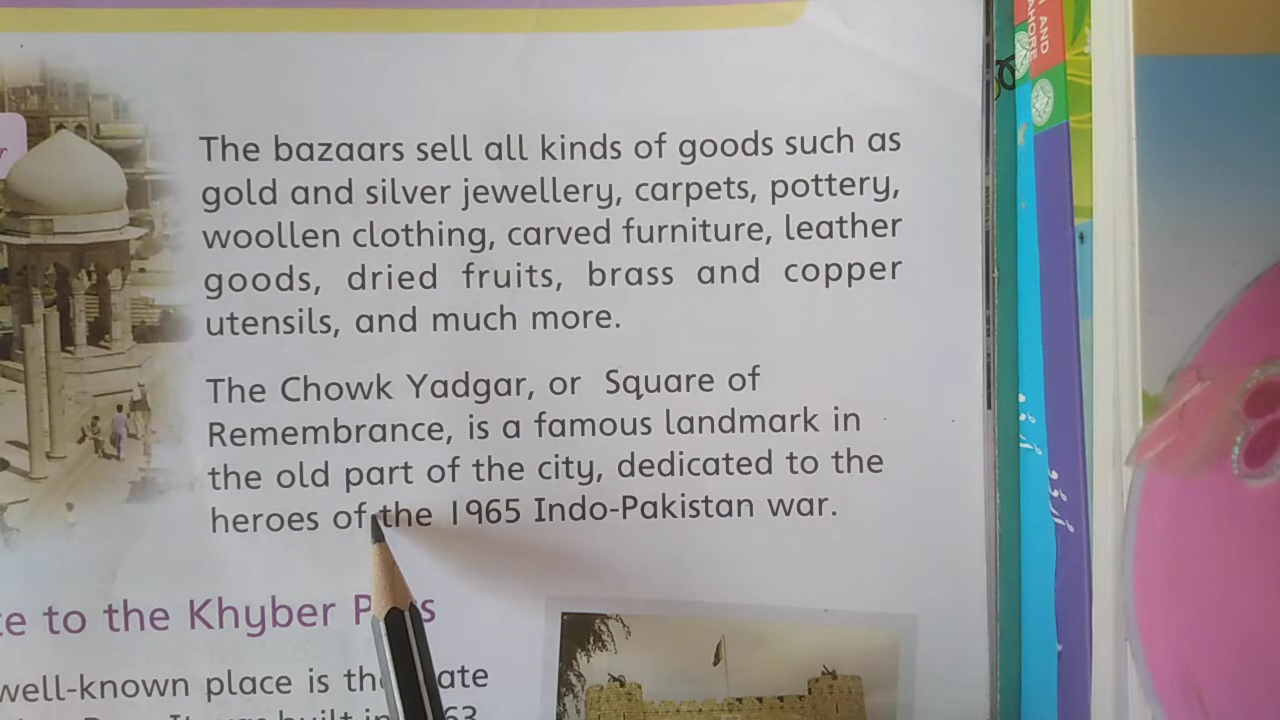 The bazaars sell all kinds of goods such as
gold and silver jewellery, carpets, pottery,
woollen clothing, carved furniture, leather
goods, dried fruits, brass and copper
utensils, and much more.
The Chowk Yadgar, or Square of
Remembrance, is a famous landmark in
the old part of the city, dedicated to the
heroes of the 1965 Indo-Pakistan war.
to the Khyber
well-known place is
built in
AND